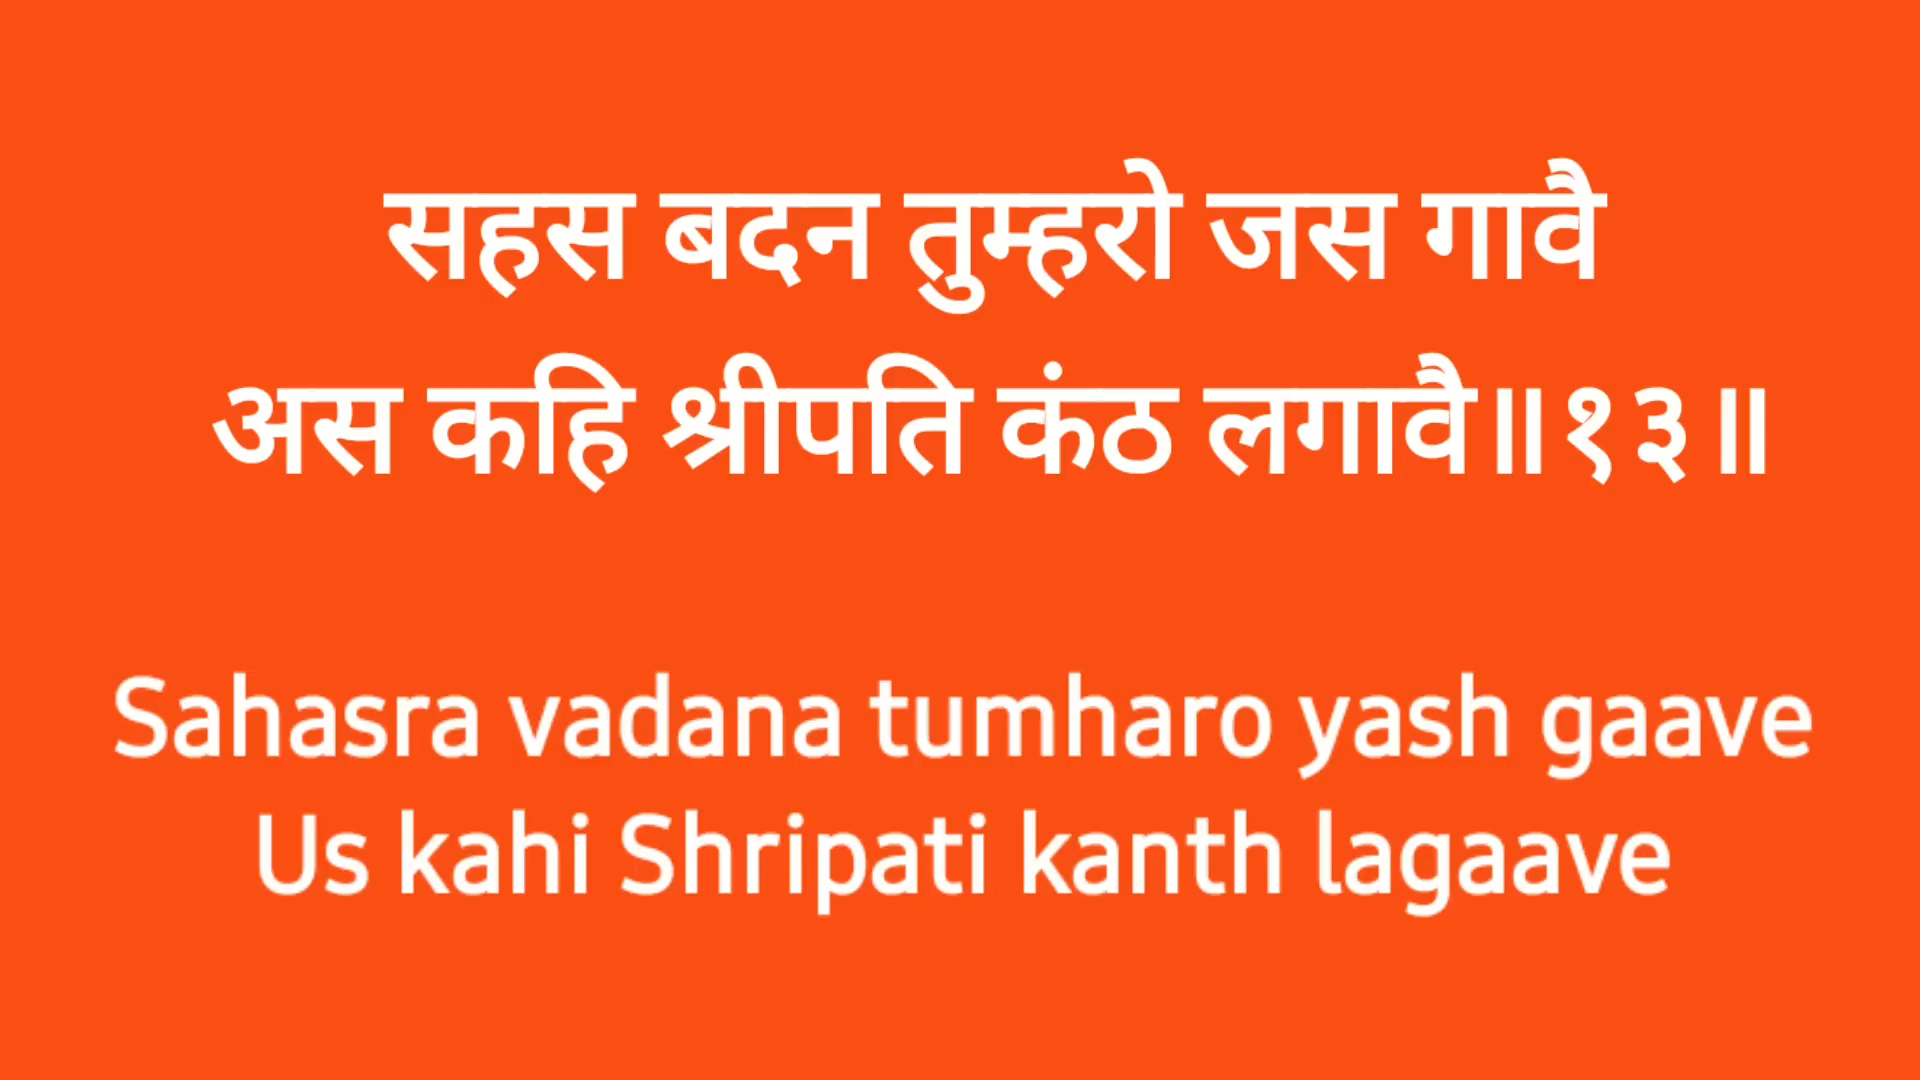 सहस बदन तुम्हरो जस गावै
अस कहि श्रीपति कंठ लगावै॥१३॥
Sahasra vadana tumharo yash gaave
Us kahi Shripati kanth lagaave